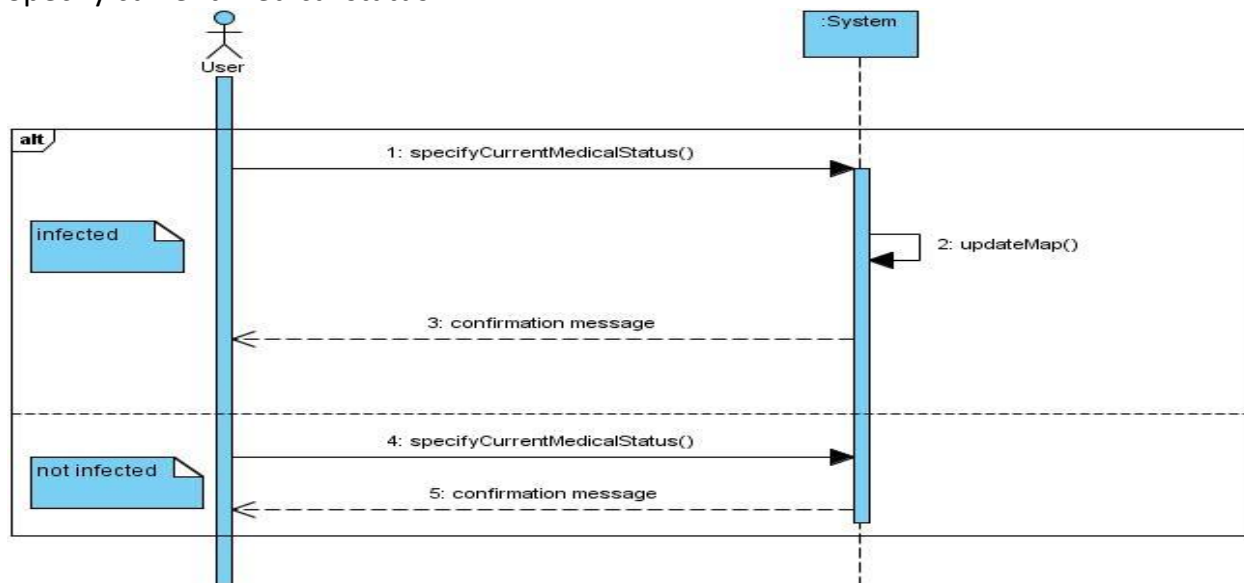 :System
User
alt
1: specifyCurrentMedicalStatus()
infected
2: updateMap()
3: confirmation message
4: specifyCurrentMedicalStatus()
not infected
5: confirmation message